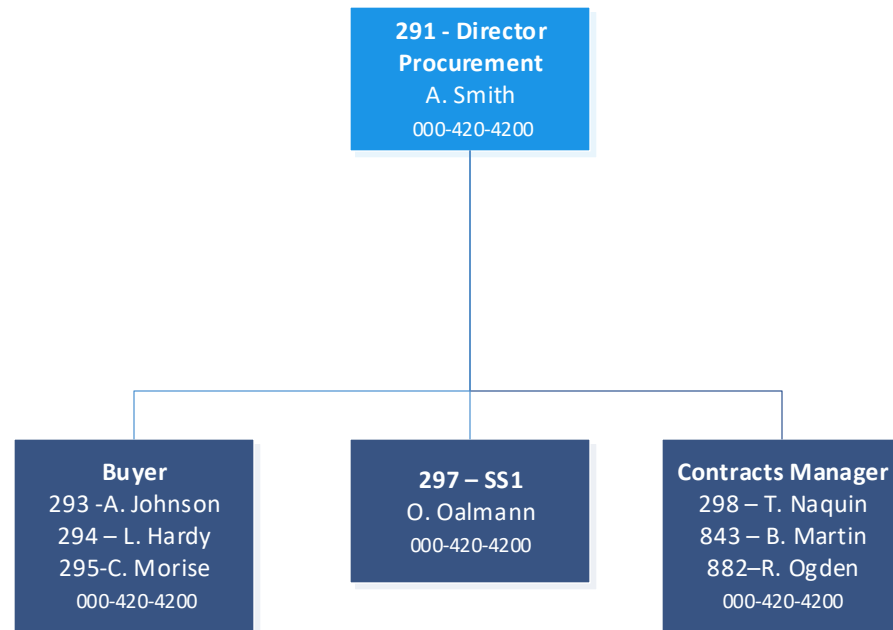 291 - Director
Procurement
A. Smith
000-420-4200
Buyer
293 -A. Johnson
294 – L. Hardy
295-C. Morise
000-420-4200
297 – SS1
O. Oalmann
000-420-4200
Contracts Manager
298 – T. Naquin
843 – B. Martin
882–R. Ogden
000-420-4200